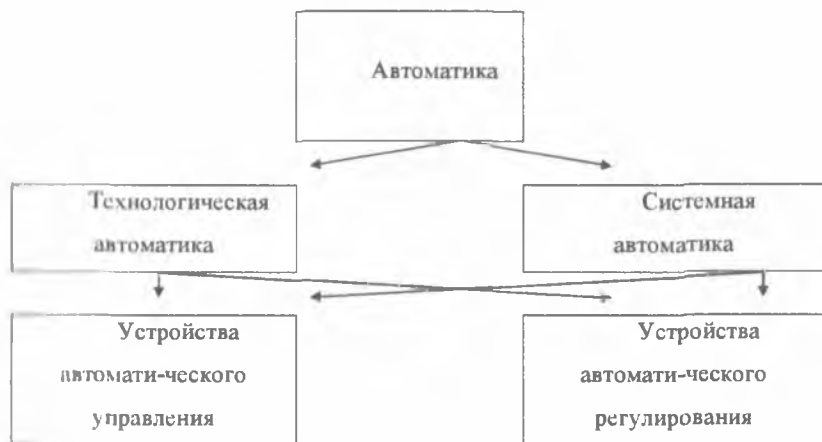 Автоматика
Технологическая
автоматика
Системная
автоматика
Устройства
автомати-ческого
управления
Устройства
автомати-ческого
регулирования